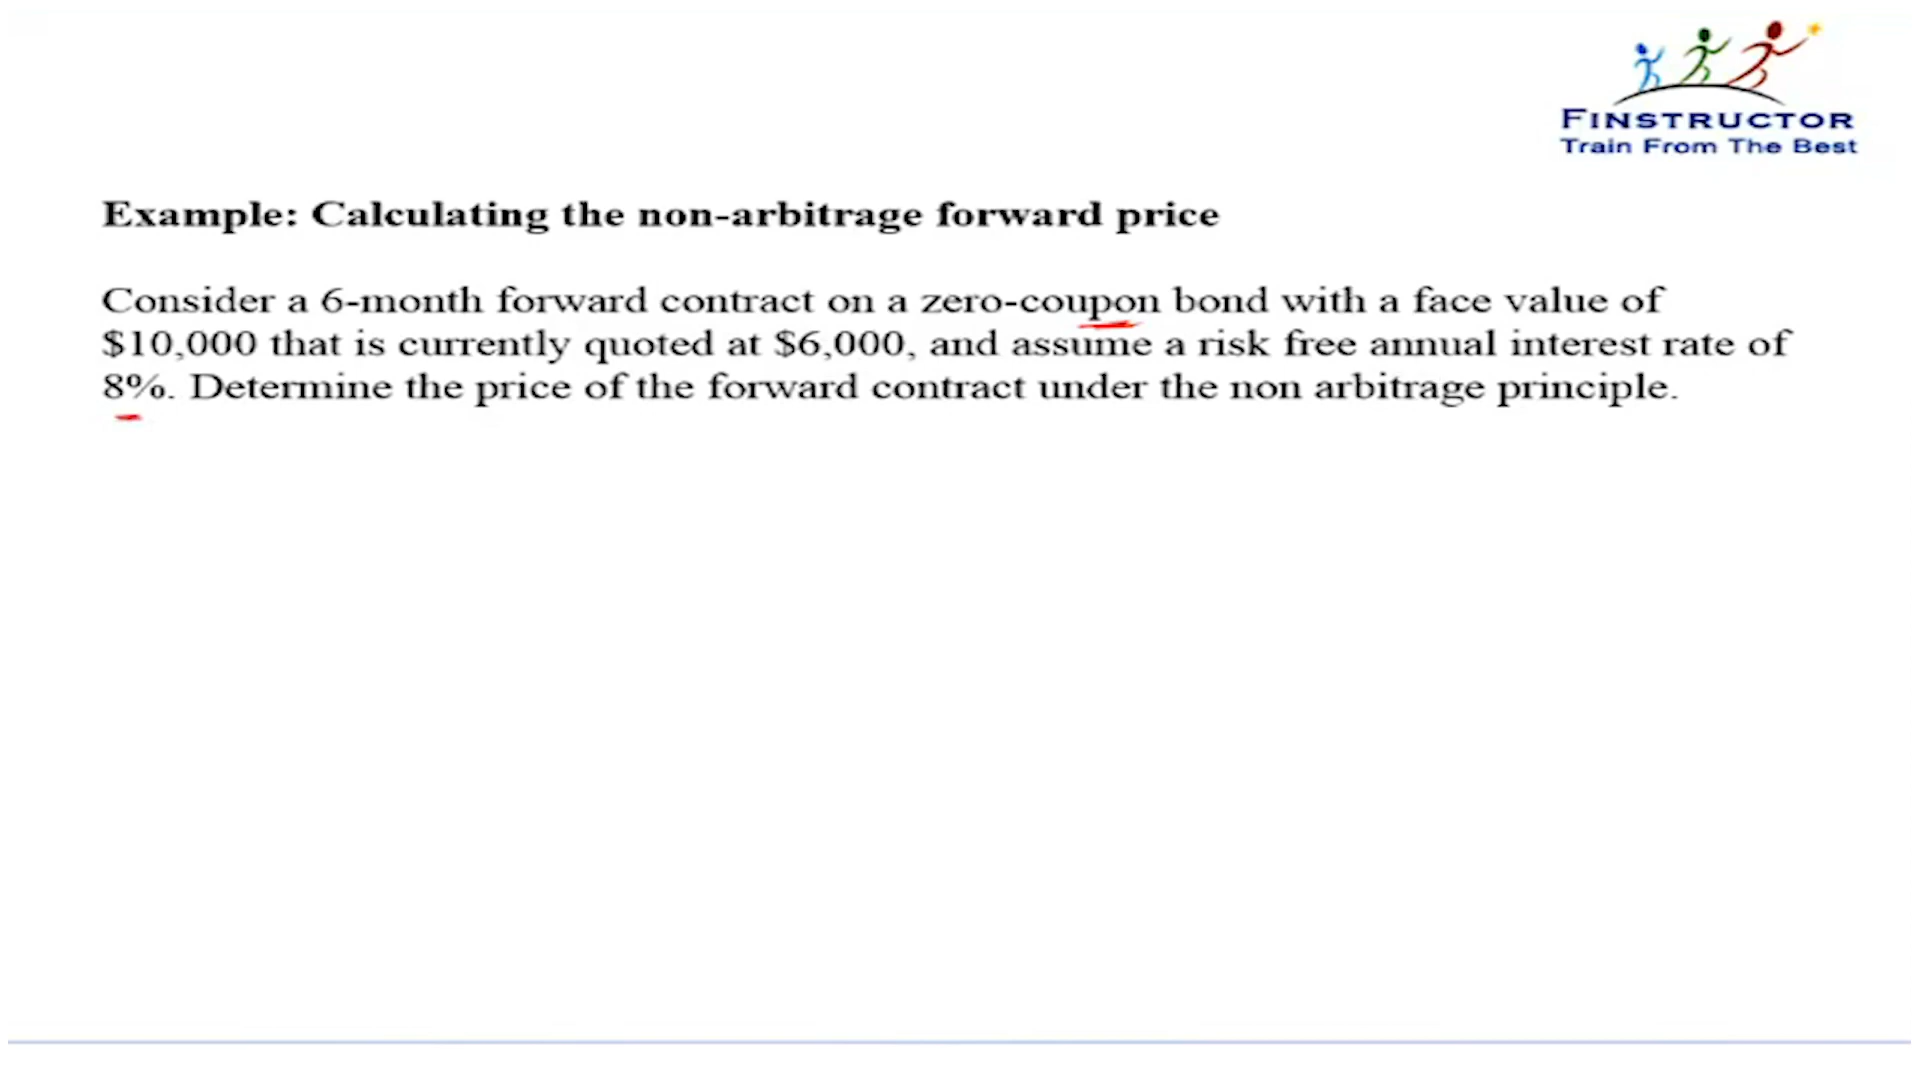 FINSTRUCTOR
Train From The Best
Example: Calculating the non-arbitrage forward price
Consider a 6-month forward contract on a zero-coupon bond with a face value of
$10,000 that is currently quoted at $6,000, and assume a risk free annual interest rate of
8%. Determine the price of the forward contract under the non arbitrage principle.